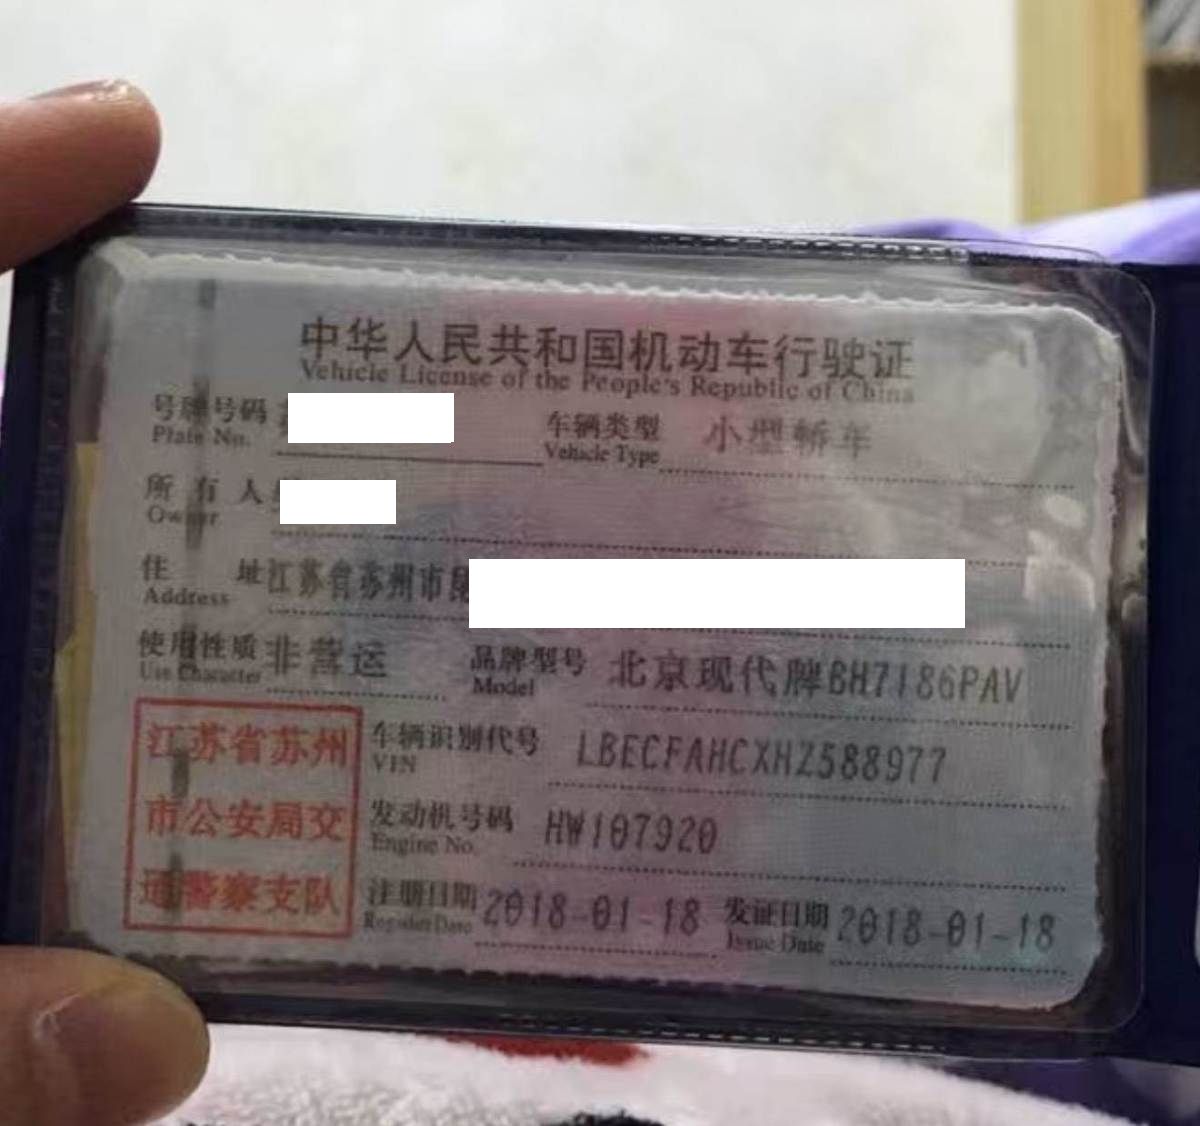 中华人民共和国机动车行驶证
Vehicle License of the People's Republic of China
号牌号码 车辆类型 小型轿车
Plate No. Vehicle Type
所有人
Owner
住址 江苏省苏州市
Address
使用性质 非营运 品牌型号 北京现代牌BH7186PAV
Use Character Model
江苏省苏州
市公安局交
通警察支队
车辆识别代号 LBECFAHCXHZ588977
VIN
发动机号码 HW107920
Engine No.
注册日期 2018-01-18 发证日期 2018-01-18
Register Date Issue Date